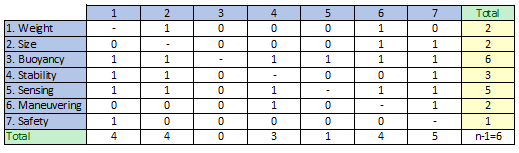 1 2 3 4 5 6 7 Total
1. Weight - 1 0 0 0 1 0 2
2. Size 0 - 0 0 0 1 1 2
3. Buoyancy 1 1 - 1 1 1 1 6
4. Stability 1 1 0 - 0 0 1 3
5. Sensing 1 1 0 1 - 1 1 5
6. Maneuvering 0 0 0 1 0 - 1 2
7. Safety 1 0 0 0 0 0 - 1
Total 4 4 0 3 1 4 5 n-1=6